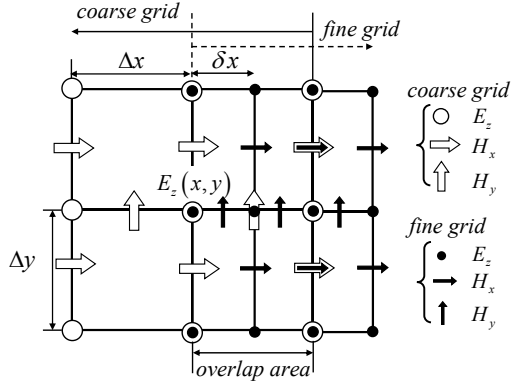 coarse grid
fine grid
Δx
δx
coarse grid
E_z
H_x
E_z(x, y)
H_y
Δy
fine grid
E_z
H_x
H_y
overlap area